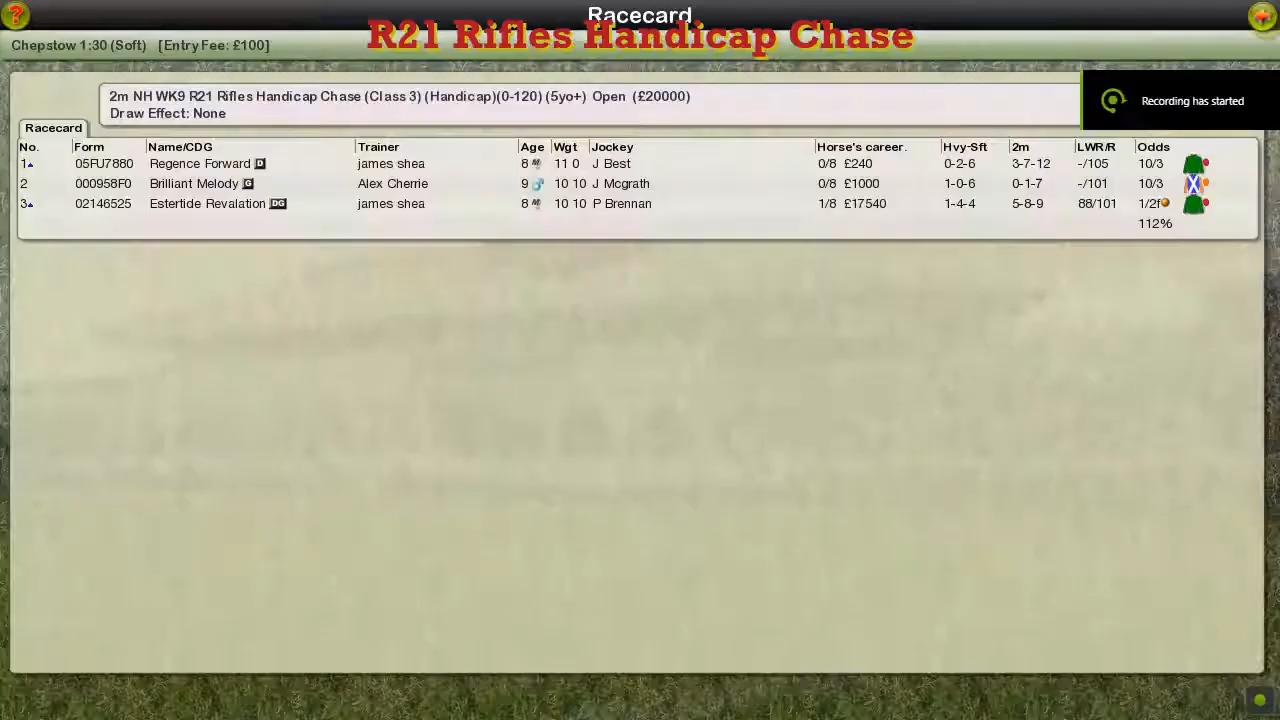 Racecard
R21 Rifles Handicap Chase
Chepstow 1:30 (Soft) [Entry Fee: £100]
2m NH WK9 R21 Rifles Handicap Chase (Class 3) (Handicap)(0-120) (5yo+) Open (£20000)
Draw Effect: None
Recording has started
Racecard
No. Form Name/CDG Trainer Age Wgt Jockey Horse's career. Hvy-Sft 2m LWR/R Odds
1 05FU7880 Regence Forward D james shea 8 11 0 J Best 0/8 £240 0-2-6 3-7-12 -/105 10/3
2 000958F0 Brilliant Melody G Alex Cherrie 9 10 10 J Mcgrath 0/8 £1000 1-0-6 0-1-7 -/101 10/3
3 02146525 Estertide Revalation DG james shea 8 10 10 P Brennan 1/8 £17540 1-4-4 5-8-9 88/101 1/2f
112%